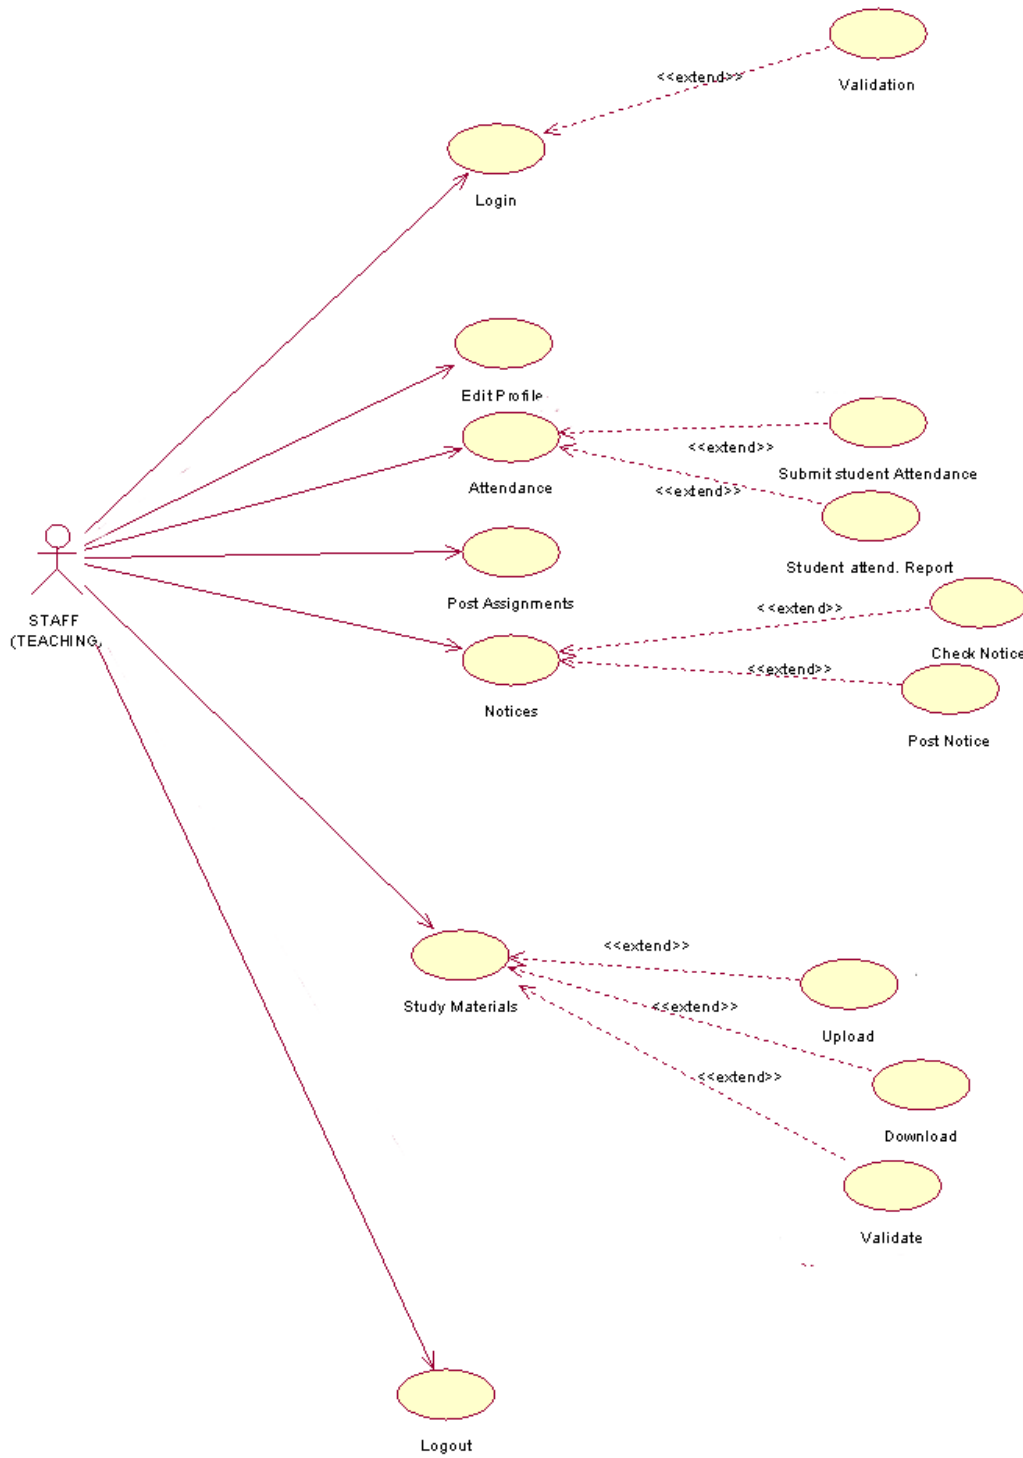 <<extend>>
Validation
Login
Edit Profile
<<extend>>
Submit student Attendance
Attendance
<<extend>>
Student attend. Report
Post Assignments
<<extend>>
STAFF
(TEACHING,
Check Notice
<<extend>>
Notices
Post Notice
<<extend>>
Study Materials
<<extend>>
Upload
<<extend>>
Download
Validate
Logout